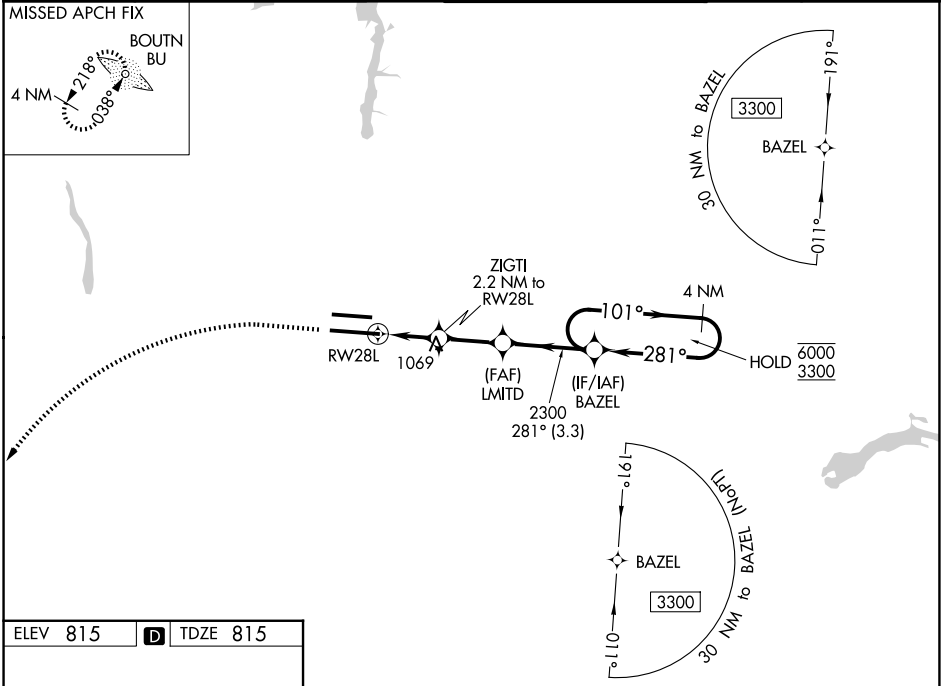 MISSED APCH FIX
BOUTN
BU
218°
4 NM
038°
30 NM to BAZEL
3300
191°
BAZEL
011°
ZIGTI
2.2 NM to
RW28L
4 NM
101°
RW28L
1069
281°
HOLD
6000
3300
(FAF)
LMITD
(IF/IAF)
BAZEL
2300
281° (3.3)
191°
BAZEL
3300
011°
30 NM to BAZEL (NoPT)
ELEV 815
D
TDZE 815